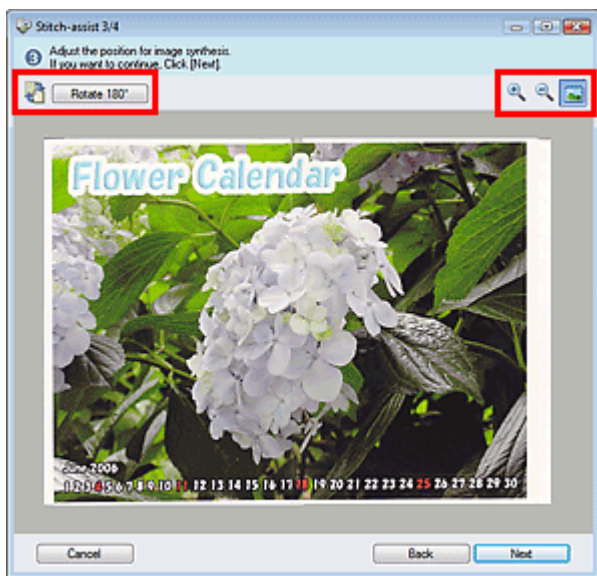 Stitch-assist 3/4
3 Adjust the position for image synthesis.
If you want to continue, Click [Next].
Rotate 180°
Flower Calendar
June 2006
1 2 3 4 5 6 7 8 9 10 11 12 13 14 15 16 17 18 19 20 21 22 23 24 25 26 27 28 29 30
Cancel Back Next